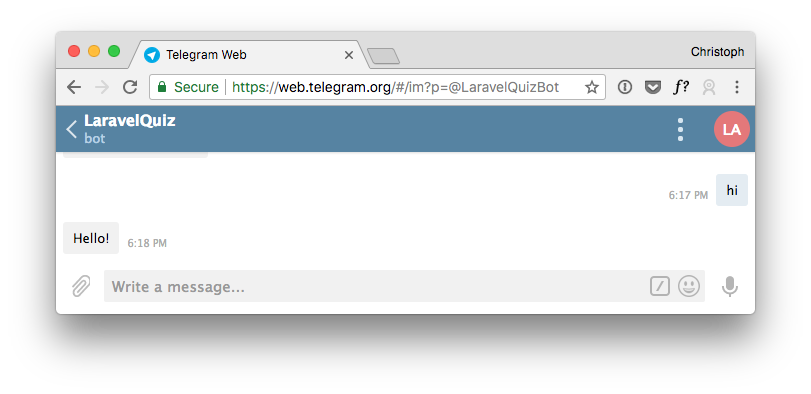 Telegram Web
Christoph
Secure https://web.telegram.org/#/im?p=@LaravelQuizBot
f?
LaravelQuiz
bot
LA
6:17 PM hi
Hello! 6:18 PM
Write a message...
/